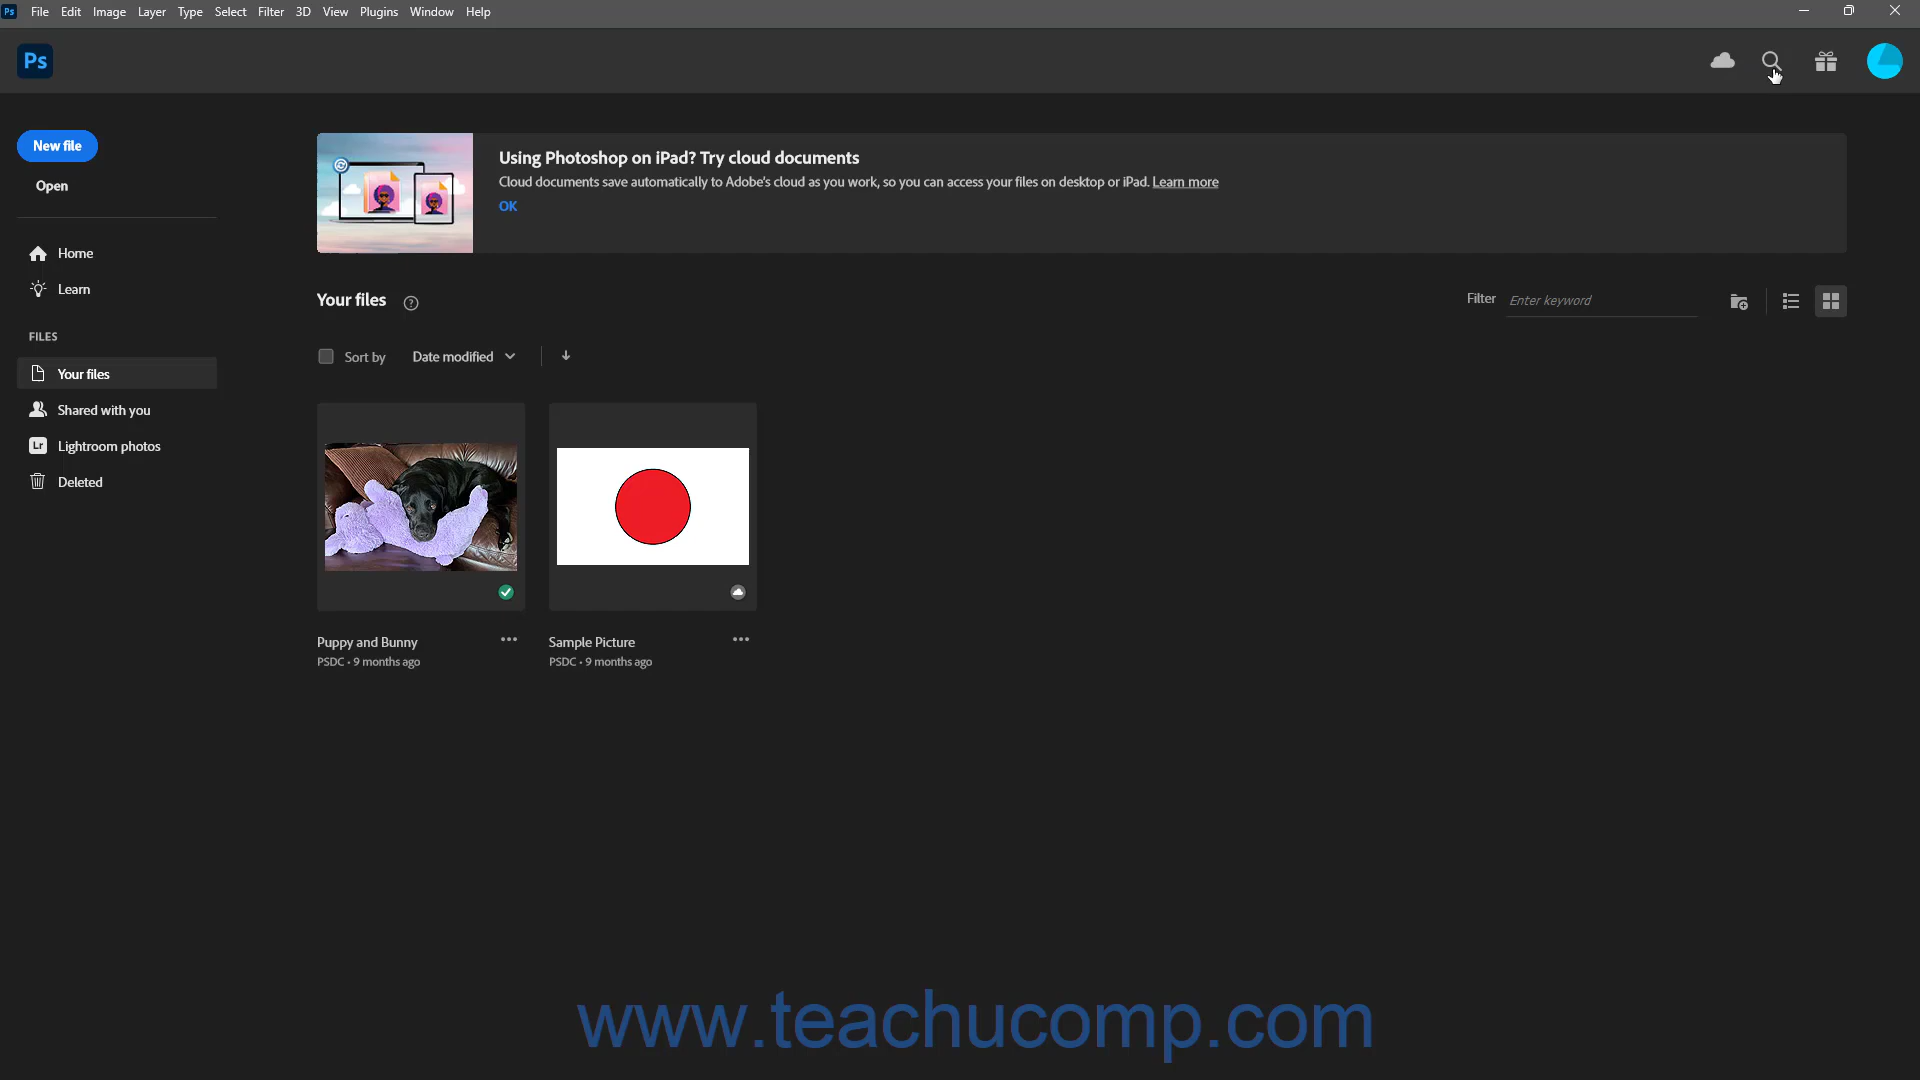 Ps File Edit Image Layer Type Select Filter 3D View Plugins Window Help
Ps
New file
Open
Home
Learn
FILES
Your files
Shared with you
Lr Lightroom photos
Deleted
Using Photoshop on iPad? Try cloud documents
Cloud documents save automatically to Adobe's cloud as you work, so you can access your files on desktop or iPad. Learn more
OK
Your files ?
Filter Enter keyword
Sort by Date modified
Puppy and Bunny
PSDC • 9 months ago
Sample Picture
PSDC • 9 months ago
www.teachucomp.com